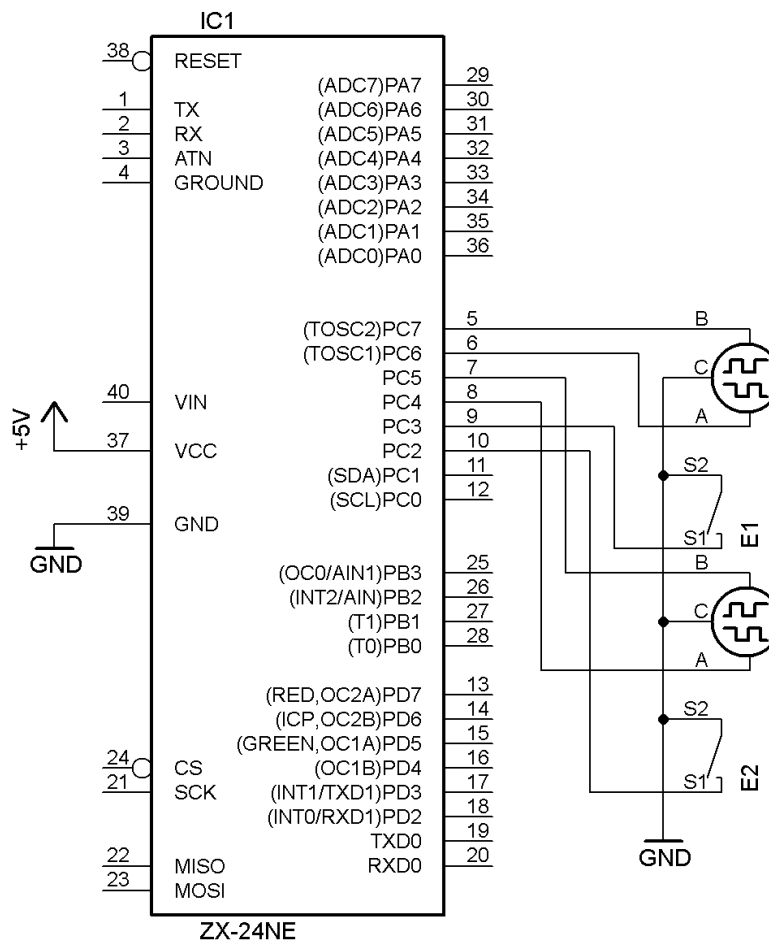 IC1
38 RESET
1 TX
2 RX
3 ATN
4 GROUND
40 VIN
+5V
37 VCC
39 GND
GND
24 CS
21 SCK
22 MISO
23 MOSI
(ADC7)PA7 29
(ADC6)PA6 30
(ADC5)PA5 31
(ADC4)PA4 32
(ADC3)PA3 33
(ADC2)PA2 34
(ADC1)PA1 35
(ADC0)PA0 36
(TOSC2)PC7 5
(TOSC1)PC6 6
PC5 7
PC4 8
PC3 9
PC2 10
(SDA)PC1 11
(SCL)PC0 12
(OC0/AIN1)PB3 25
(INT2/AIN)PB2 26
(T1)PB1 27
(T0)PB0 28
(RED,OC2A)PD7 13
(ICP,OC2B)PD6 14
(GREEN,OC1A)PD5 15
(OC1B)PD4 16
(INT1/TXD1)PD3 17
(INT0/RXD1)PD2 18
TXD0 19
RXD0 20
B
C
A
S2
S1
E1
B
C
A
S2
S1
E2
GND
ZX-24NE